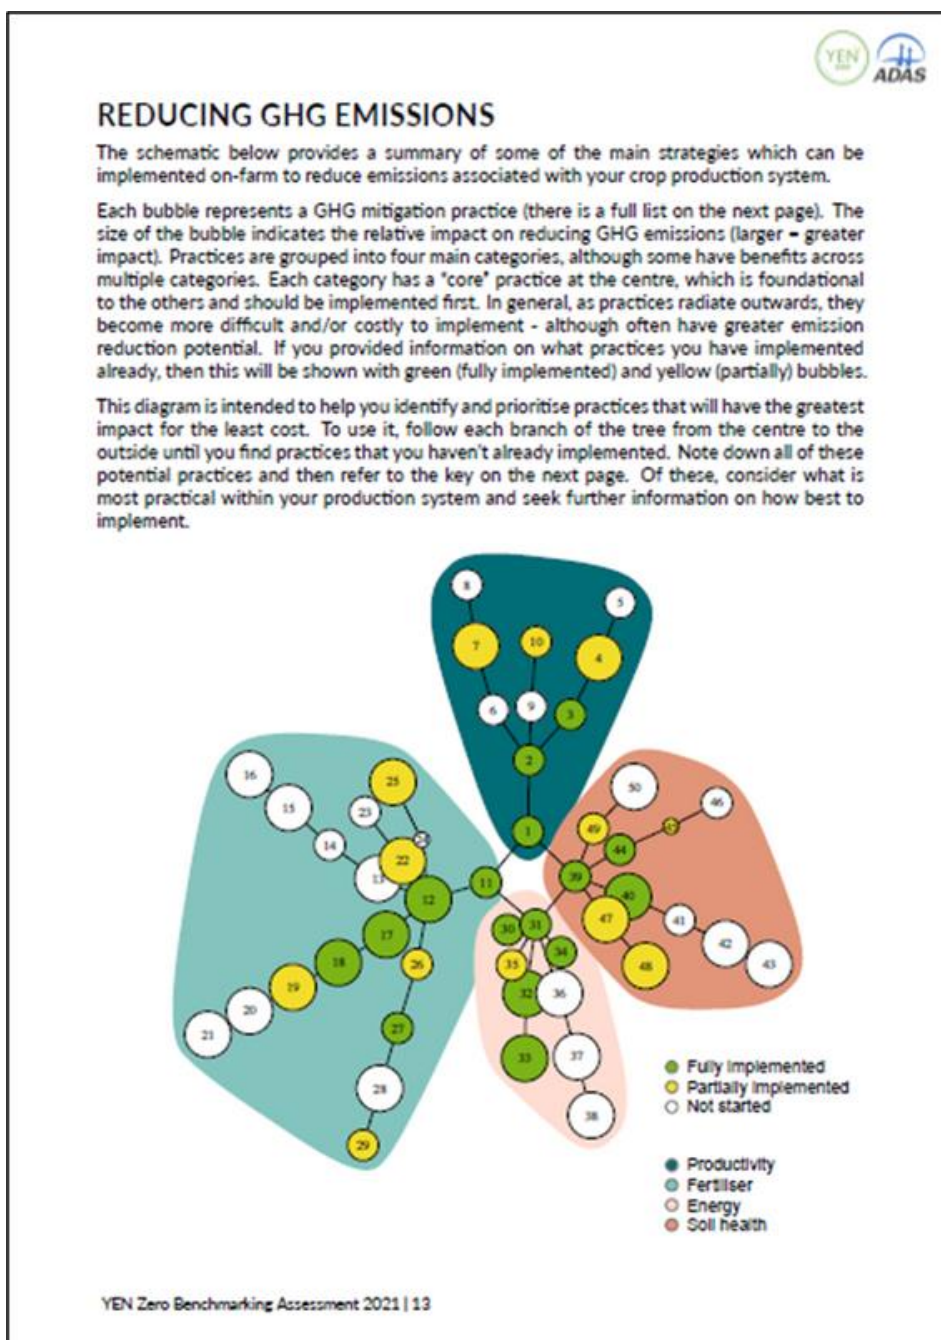 YEN
ADAS
REDUCING GHG EMISSIONS
The schematic below provides a summary of some of the main strategies which can be
implemented on-farm to reduce emissions associated with your crop production system.
Each bubble represents a GHG mitigation practice (there is a full list on the next page). The
size of the bubble indicates the relative impact on reducing GHG emissions (larger = greater
impact). Practices are grouped into four main categories, although some have benefits across
multiple categories. Each category has a "core" practice at the centre, which is foundational
to the others and should be implemented first. In general, as practices radiate outwards, they
become more difficult and/or costly to implement - although often have greater emission
reduction potential. If you provided information on what practices you have implemented
already, then this will be shown with green (fully implemented) and yellow (partially) bubbles.
This diagram is intended to help you identify and prioritise practices that will have the greatest
impact for the least cost. To use it, follow each branch of the tree from the centre to the
outside until you find practices that you haven't already implemented. Note down all of these
potential practices and then refer to the key on the next page. Of these, consider what is
most practical within your production system and seek further information on how best to
implement.
8
5
10
7
4
6
9
3
2
16
25
50
15
23
46
1
49
14
44
22
13
39
11
40
12
47
41
17
30
31
42
34
18
26
35
48
43
19
32
36
20
27
21
33
37
28
38
29
Fully Implemented
Partially Implemented
Not started
Productivity
Fertiliser
Energy
Soil health
YEN Zero Benchmarking Assessment 2021 | 13